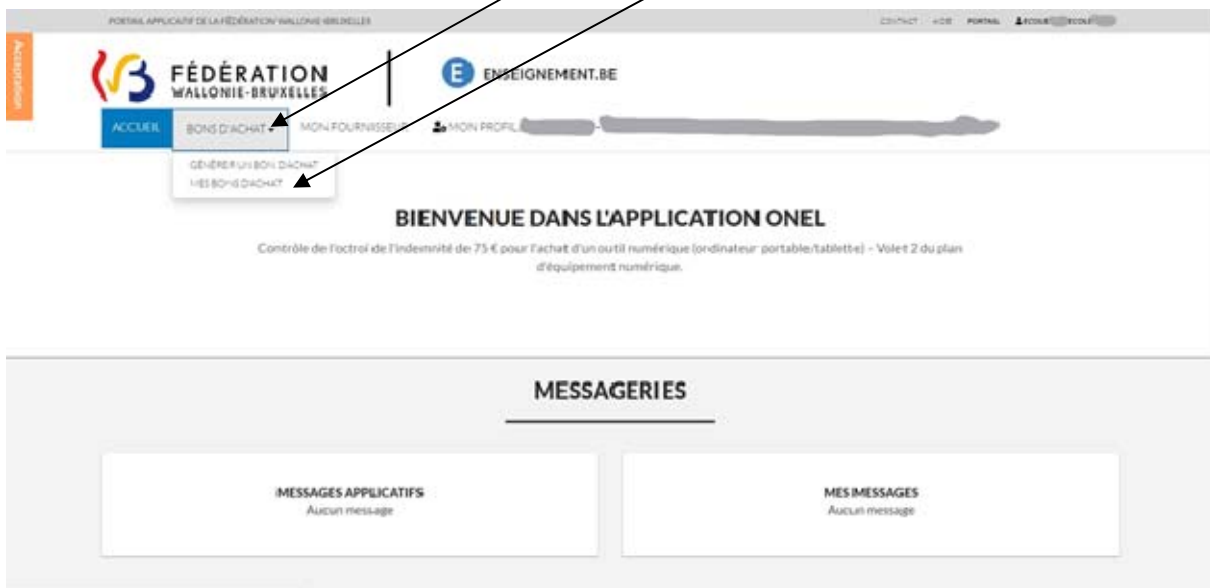 PORTAIL APPLICATIF DE LA FÉDÉRATION WALLONIE-BRUXELLES
CONTACT AIDE PORTAIL ECOLE ECOLE
Acceptation
FÉDÉRATION
WALLONIE-BRUXELLES
E ENSEIGNEMENT.BE
ACCUEIL BONS D'ACHAT MON FOURNISSEUR MON PROFIL -
GÉNÉRER UN BON D'ACHAT
MES BONS D'ACHAT
BIENVENUE DANS L'APPLICATION ONEL
Contrôle de l'octroi de l'indemnité de 75 € pour l'achat d'un outil numérique (ordinateur portable/tablette) – Volet 2 du plan
d'équipement numérique.
MESSAGERIES
MESSAGES APPLICATIFS
Aucun message
MES MESSAGES
Aucun message